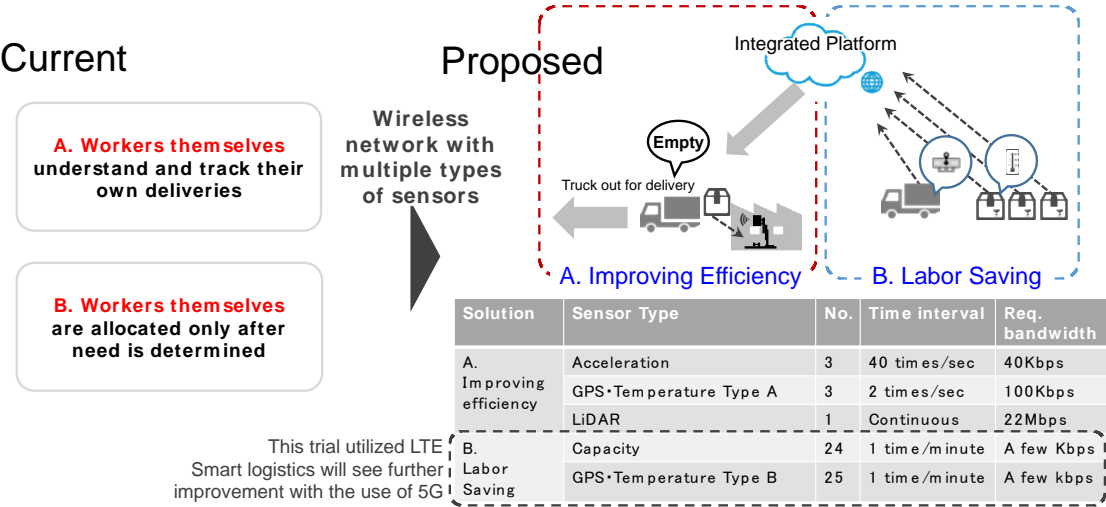 Current
A. Workers themselves
understand and track their
own deliveries
B. Workers themselves
are allocated only after
need is determined
Wireless
network with
multiple types
of sensors
Proposed
Integrated Platform
Empty
Truck out for delivery
A. Improving Efficiency
B. Labor Saving
Solution Sensor Type No. Time interval Req.
bandwidth
A.
Improving
efficiency
Acceleration 3 40 times/sec 40Kbps
GPS・Temperature Type A 3 2 times/sec 100Kbps
LiDAR 1 Continuous 22Mbps
B.
Labor
Saving
Capacity 24 1 time/minute A few Kbps
GPS・Temperature Type B 25 1 time/minute A few kbps
This trial utilized LTE
Smart logistics will see further
improvement with the use of 5G